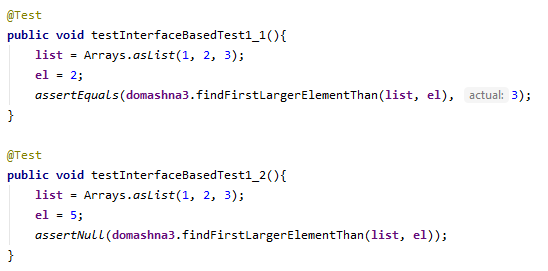 @Test
public void testInterfaceBasedTest1_1(){
list = Arrays.asList(1, 2, 3);
el = 2;
assertEquals(domashna3.findFirstLargerElementThan(list, el), actual: 3);
}
@Test
public void testInterfaceBasedTest1_2(){
list = Arrays.asList(1, 2, 3);
el = 5;
assertNull(domashna3.findFirstLargerElementThan(list, el));
}